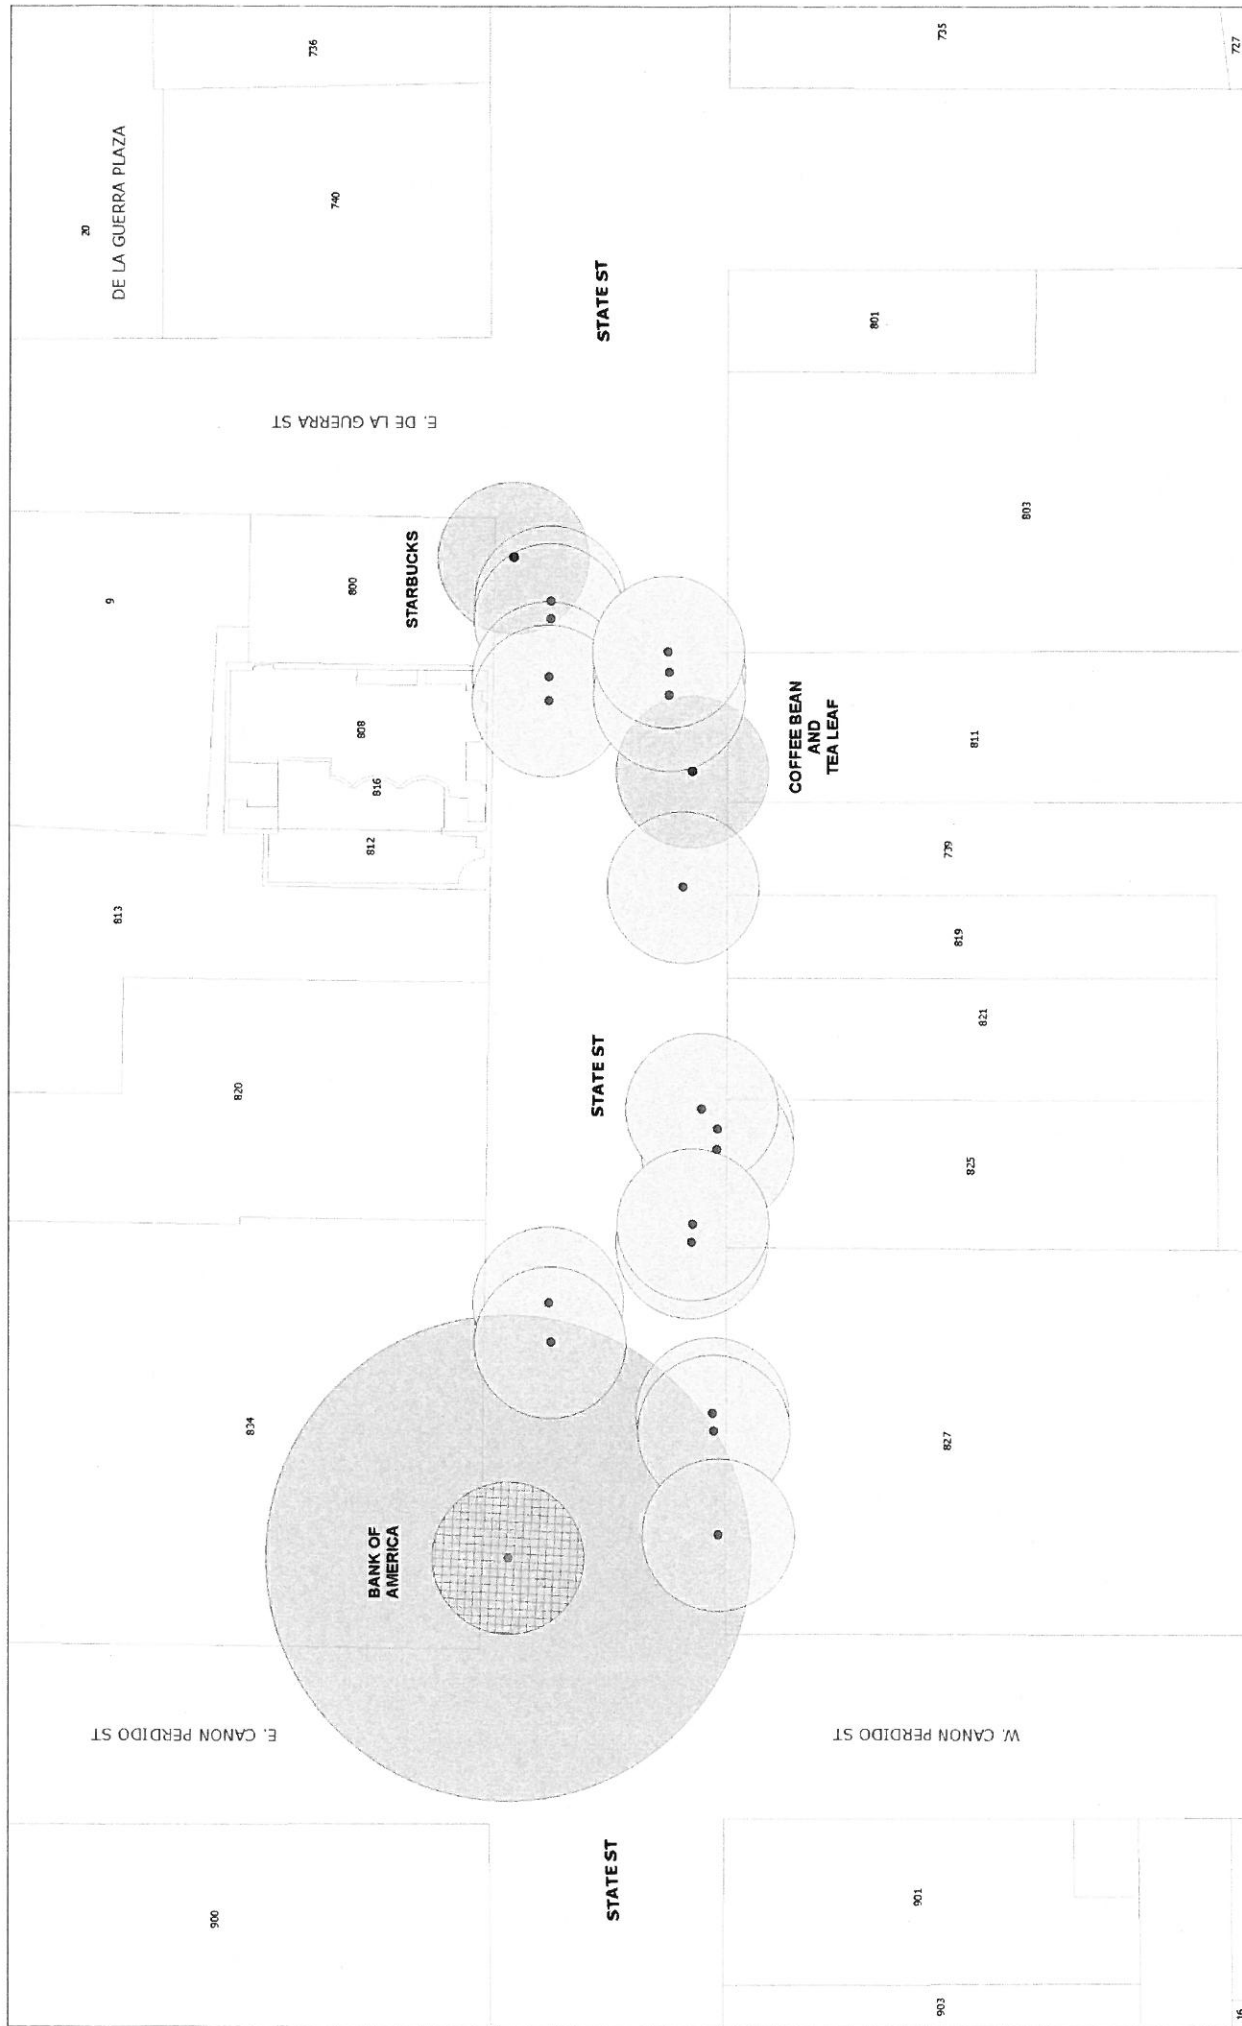 736
735
727
20
DE LA GUERRA PLAZA
740
STATE ST
801
E. DE LA GUERRA ST
9
800
STARBUCKS
803
808
816
812
COFFEE BEAN
AND
TEA LEAF
811
739
813
819
821
820
STATE ST
825
834
827
BANK OF
AMERICA
E. CANON PERDIDO ST
W. CANON PERDIDO ST
STATE ST
900
901
903
16